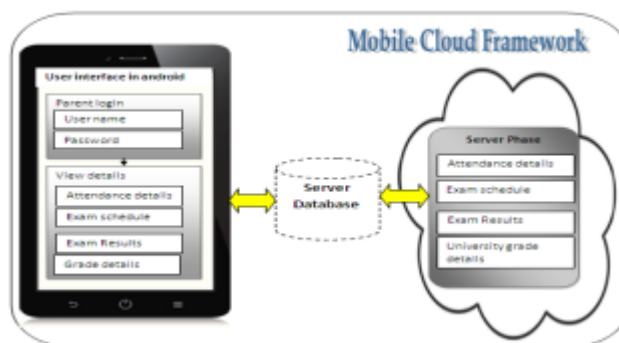 Mobile Cloud Framework
User interface in android
Parent login
User name
Password
View details
Attendance details
Exam schedule
Exam Results
Grade details
Server
Database
Server Phase
Attendance details
Exam schedule
Exam Results
University grade
details